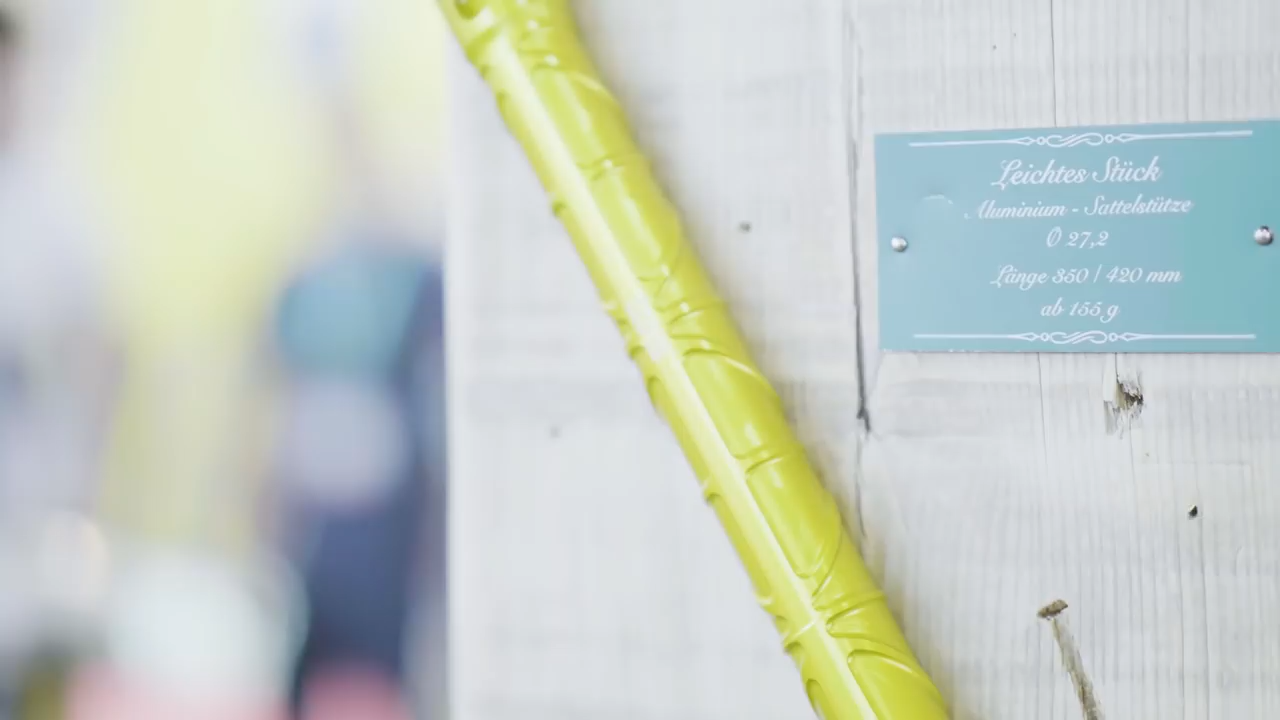 Leichtes Stück
Aluminium - Sattelstütze
Ø 27,2
Länge 350 / 420 mm
ab 155 g